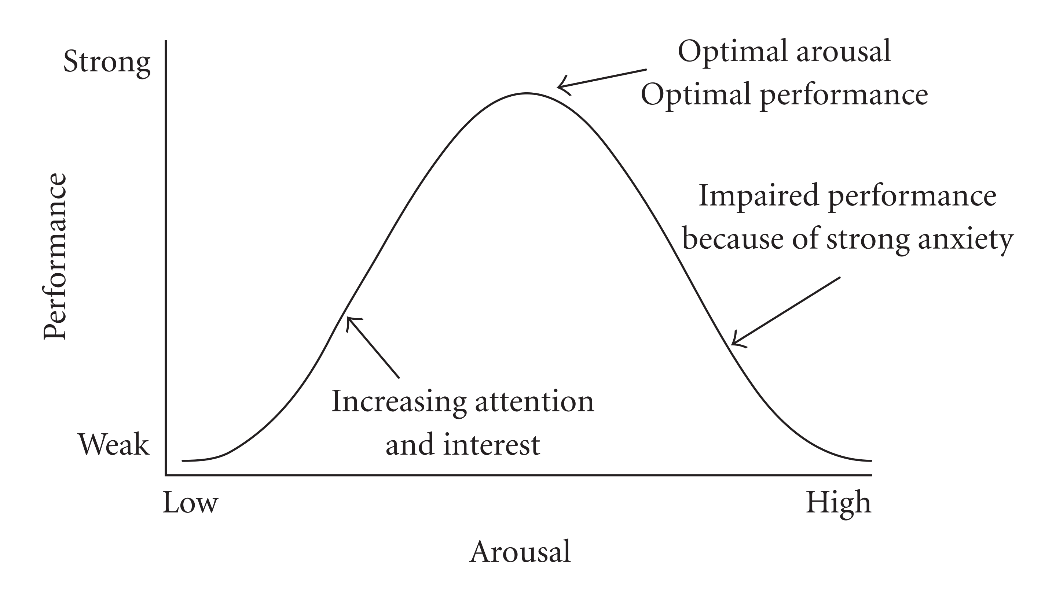 Strong
Optimal arousal
Optimal performance
Impaired performance
because of strong anxiety
Performance
Increasing attention
and interest
Weak
Low
High
Arousal